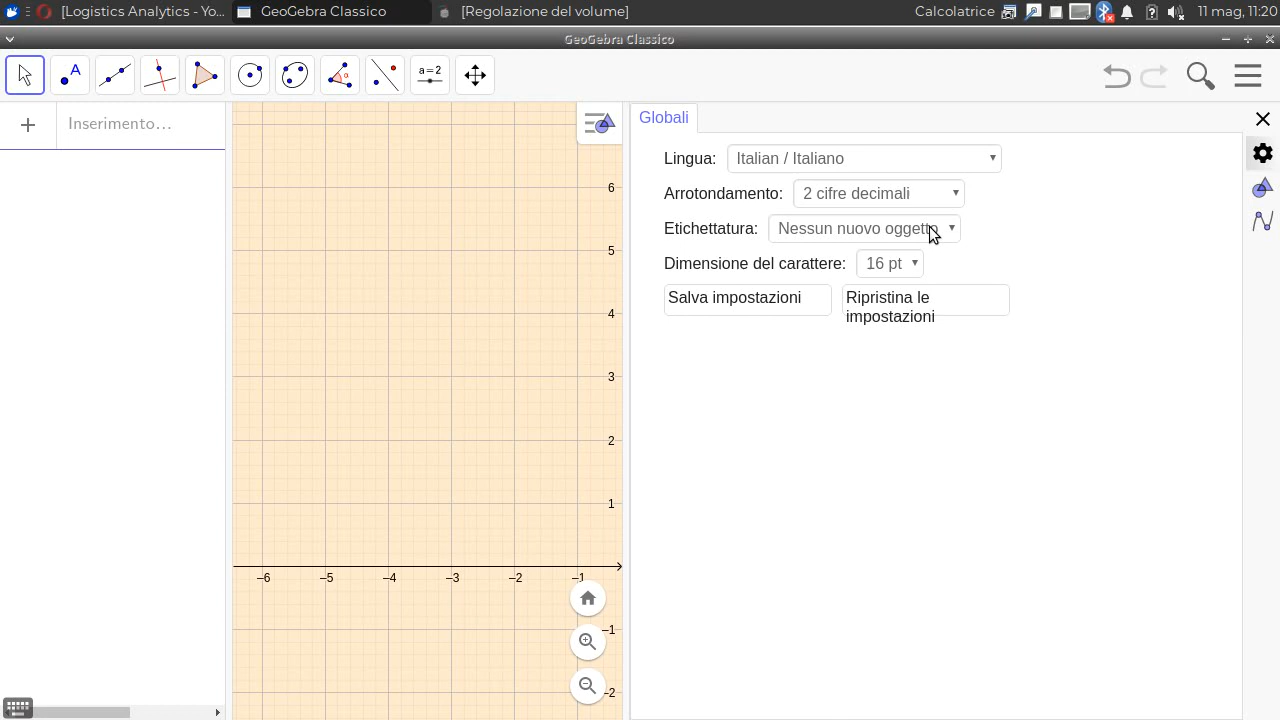 [Logistics Analytics - Yo...
GeoGebra Classico
[Regolazione del volume]
Calcolatrice
11 mag, 11:20
GeoGebra Classico
A
a=2
α
Inserimento…
Globali
Lingua: Italian / Italiano
Arrotondamento: 2 cifre decimali
Etichettatura: Nessun nuovo oggetto
Dimensione del carattere: 16 pt
Salva impostazioni
Ripristina le
impostazioni
6
5
4
3
2
1
–6 –5 –4 –3 –2 –1
–1
–2